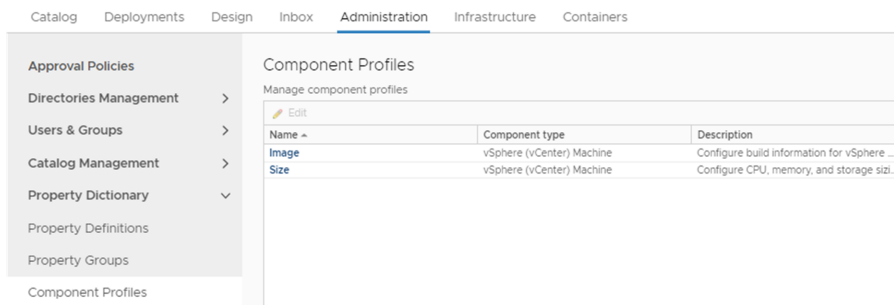 Catalog Deployments Design Inbox Administration Infrastructure Containers
Approval Policies
Directories Management
Users & Groups
Catalog Management
Property Dictionary
Property Definitions
Property Groups
Component Profiles
Component Profiles
Manage component profiles
Edit
Name Component type Description
Image vSphere (vCenter) Machine Configure build information for vSphere ...
Size vSphere (vCenter) Machine Configure CPU, memory, and storage sizi...